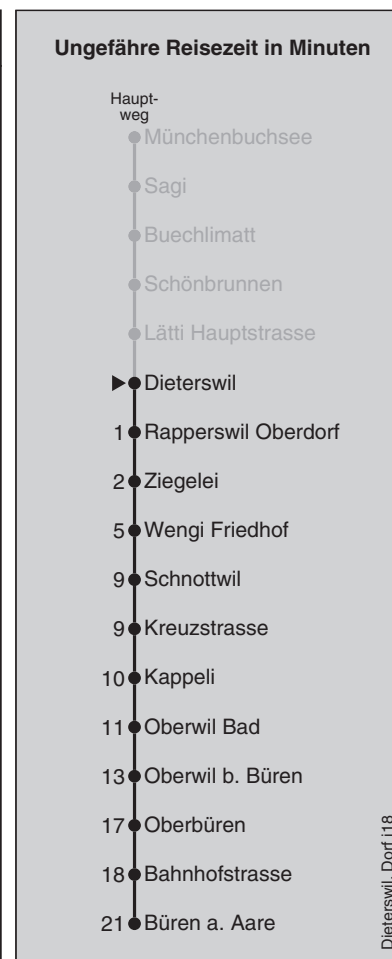 Ungefähre Reisezeit in Minuten
Haupt-
weg
Münchenbuchsee
Sagi
Buechlimatt
Schönbrunnen
Lätti Hauptstrasse
Dieterswil
1 Rapperswil Oberdorf
2 Ziegelei
5 Wengi Friedhof
9 Schnottwil
9 Kreuzstrasse
10 Kappeli
11 Oberwil Bad
13 Oberwil b. Büren
17 Oberbüren
18 Bahnhofstrasse
21 Büren a. Aare
Dieterswil, Dorf j18